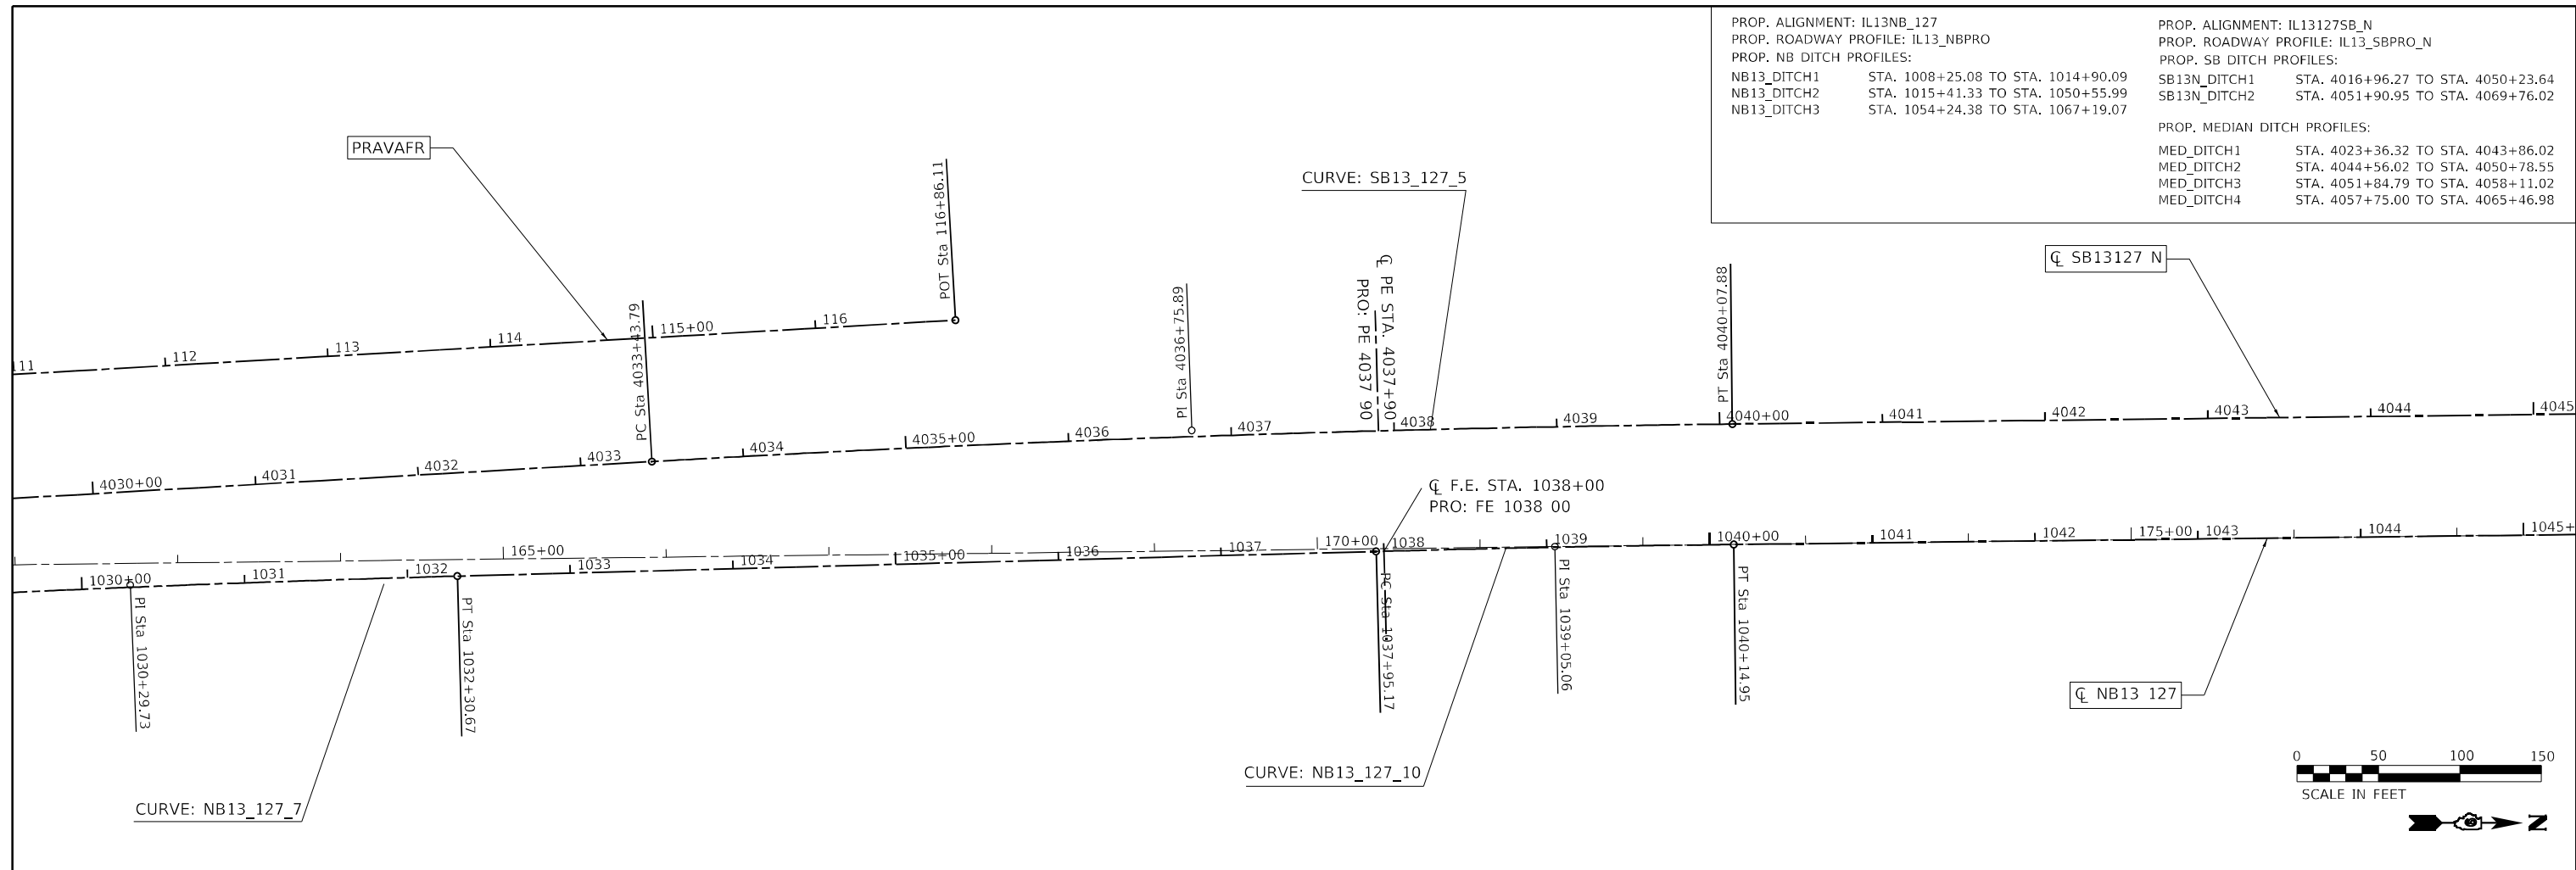 PROP. ALIGNMENT: IL13NB_127
PROP. ROADWAY PROFILE: IL13_NBPRO
PROP. NB DITCH PROFILES:
NB13_DITCH1 STA. 1008+25.08 TO STA. 1014+90.09
NB13_DITCH2 STA. 1015+41.33 TO STA. 1050+55.99
NB13_DITCH3 STA. 1054+24.38 TO STA. 1067+19.07
PROP. ALIGNMENT: IL13127SB_N
PROP. ROADWAY PROFILE: IL13_SBPRO_N
PROP. SB DITCH PROFILES:
SB13N_DITCH1 STA. 4016+96.27 TO STA. 4050+23.64
SB13N_DITCH2 STA. 4051+90.95 TO STA. 4069+76.02
PROP. MEDIAN DITCH PROFILES:
MED_DITCH1 STA. 4023+36.32 TO STA. 4043+86.02
MED_DITCH2 STA. 4044+56.02 TO STA. 4050+78.55
MED_DITCH3 STA. 4051+84.79 TO STA. 4058+11.02
MED_DITCH4 STA. 4057+75.00 TO STA. 4065+46.98
PRAVAFR
CURVE: SB13_127_5
℄ SB13127 N
POT Sta 116+86.11
PC Sta 4033+43.79
PI Sta 4036+75.89
℄ PE STA. 4037+90
PRO: PE 4037 90
PT Sta 4040+07.88
111 112 113 114 115+00 116
4030+00 4031 4032 4033 4034 4035+00 4036 4037 4038 4039 4040+00 4041 4042 4043 4044 4045
℄ F.E. STA. 1038+00
PRO: FE 1038 00
165+00 170+00 175+00
1030+00 1031 1032 1033 1034 1035+00 1036 1037 1038 1039 1040+00 1041 1042 1043 1044 1045+
PI Sta 1030+29.73
PT Sta 1032+30.67
PC Sta 1037+95.17
PI Sta 1039+05.06
PT Sta 1040+14.95
℄ NB13 127
CURVE: NB13_127_10
CURVE: NB13_127_7
0 50 100 150
SCALE IN FEET
N